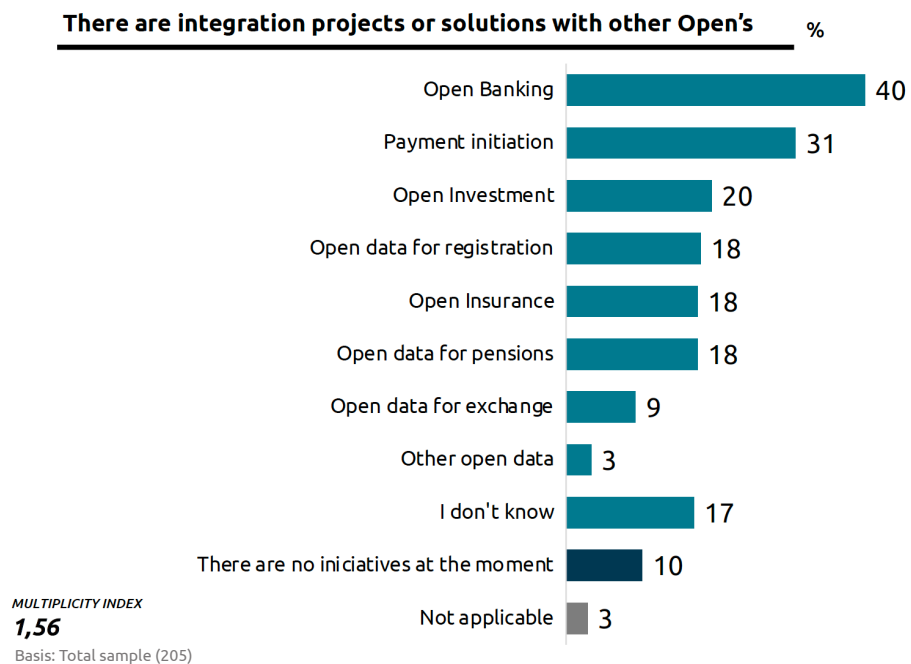 There are integration projects or solutions with other Open’s %
Open Banking 40
Payment initiation 31
Open Investment 20
Open data for registration 18
Open Insurance 18
Open data for pensions 18
Open data for exchange 9
Other open data 3
I don't know 17
There are no iniciatives at the moment 10
Not applicable 3
MULTIPLICITY INDEX
1,56
Basis: Total sample (205)